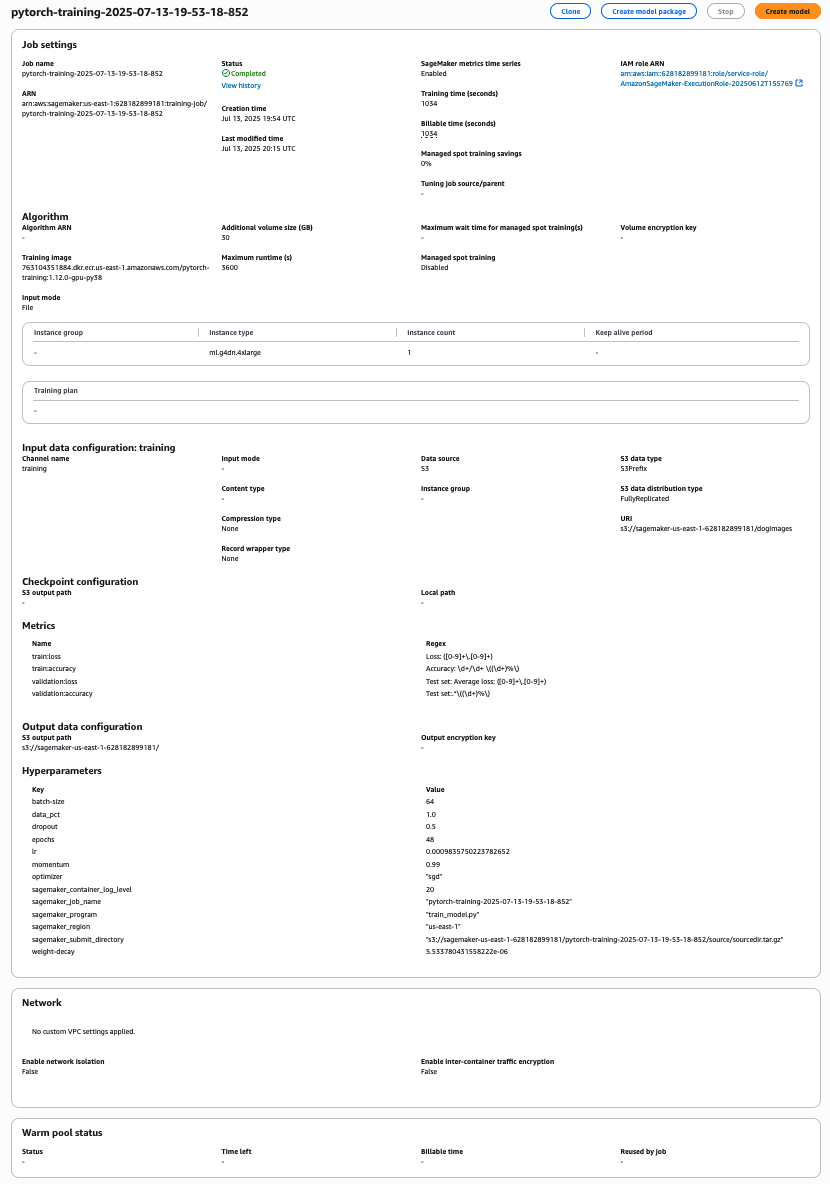 pytorch-training-2025-07-13-19-53-18-852
Clone
Create model package
Stop
Create model
Job settings
Job name
pytorch-training-2025-07-13-19-53-18-852
ARN
arn:aws:sagemaker:us-east-1:628182899181:training-job/
pytorch-training-2025-07-13-19-53-18-852
Status
Completed
View history
Creation time
Jul 13, 2025 19:54 UTC
Last modified time
Jul 13, 2025 20:15 UTC
SageMaker metrics time series
Enabled
Training time (seconds)
1034
Billable time (seconds)
1034
Managed spot training savings
0%
Tuning job source/parent
-
IAM role ARN
arn:aws:iam::628182899181:role/service-role/
AmazonSageMaker-ExecutionRole-20250612T155769
Algorithm
Algorithm ARN
-
Training image
763104351884.dkr.ecr.us-east-1.amazonaws.com/pytorch-
training:1.12.0-gpu-py38
Input mode
File
Additional volume size (GB)
30
Maximum runtime (s)
3600
Maximum wait time for managed spot training(s)
-
Managed spot training
Disabled
Volume encryption key
-
Instance group
Instance type
Instance count
Keep alive period
-
ml.g4dn.4xlarge
1
-
Training plan
-
Input data configuration: training
Channel name
training
Input mode
-
Content type
-
Compression type
None
Record wrapper type
None
Data source
S3
Instance group
-
S3 data type
S3Prefix
S3 data distribution type
FullyReplicated
URI
s3://sagemaker-us-east-1-628182899181/dogImages
Checkpoint configuration
S3 output path
-
Local path
-
Metrics
Name
Regex
train:loss
Loss: ([0-9]+\.[0-9]+)
train:accuracy
Accuracy: \d+/\d+ \((\d+)%\)
validation:loss
Test set: Average loss: ([0-9]+\.[0-9]+)
validation:accuracy
Test set:.*\((\d+)%\)
Output data configuration
S3 output path
s3://sagemaker-us-east-1-628182899181/
Output encryption key
-
Hyperparameters
Key
Value
batch-size
64
data_pct
1.0
dropout
0.5
epochs
48
lr
0.0009835750223782652
momentum
0.99
optimizer
"sgd"
sagemaker_container_log_level
20
sagemaker_job_name
"pytorch-training-2025-07-13-19-53-18-852"
sagemaker_program
"train_model.py"
sagemaker_region
"us-east-1"
sagemaker_submit_directory
"s3://sagemaker-us-east-1-628182899181/pytorch-training-2025-07-13-19-53-18-852/source/sourcedir.tar.gz"
weight-decay
5.533780431558222e-06
Network
No custom VPC settings applied.
Enable network isolation
False
Enable inter-container traffic encryption
False
Warm pool status
Status
-
Time left
-
Billable time
-
Reused by job
-